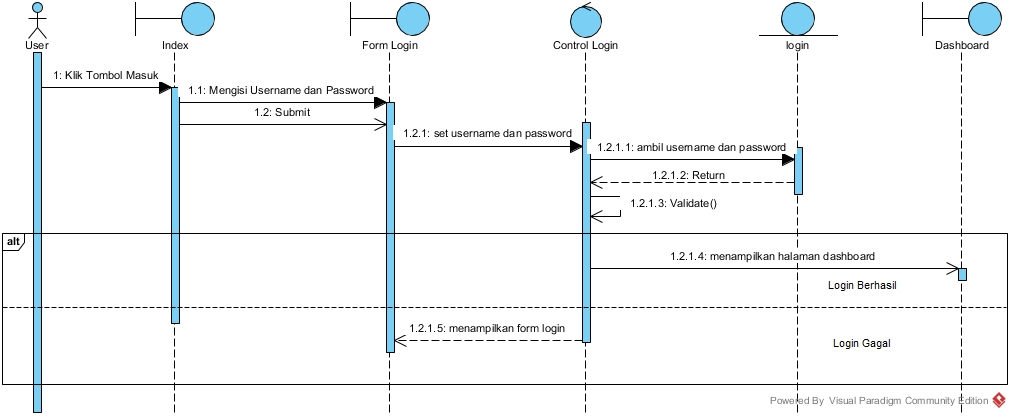 User
Index
Form Login
Control Login
login
Dashboard
1: Klik Tombol Masuk
1.1: Mengisi Username dan Password
1.2: Submit
1.2.1: set username dan password
1.2.1.1: ambil username dan password
1.2.1.2: Return
1.2.1.3: Validate()
alt
1.2.1.4: menampilkan halaman dashboard
Login Berhasil
1.2.1.5: menampilkan form login
Login Gagal
Powered By Visual Paradigm Community Edition